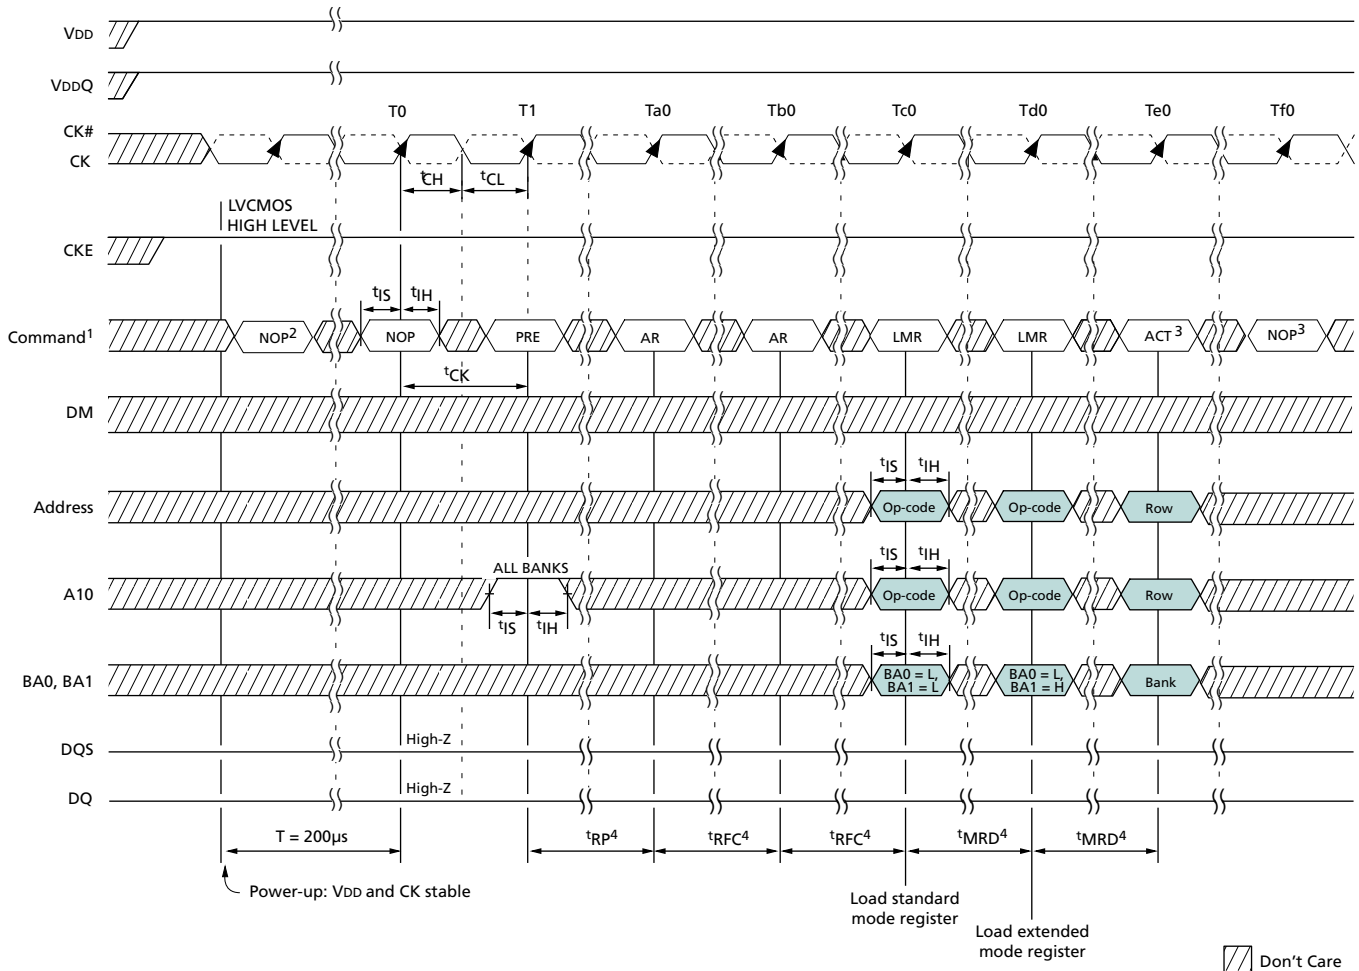 VDD
VDDQ
T0 T1 Ta0 Tb0 Tc0 Td0 Te0 Tf0
CK#
CK
tCH tCL
LVCMOS
HIGH LEVEL
CKE
tIS tIH
Command1 NOP2 NOP PRE AR AR LMR LMR ACT3 NOP3
tCK
DM
tIS tIH
Address Op-code Op-code Row
ALL BANKS tIS tIH
A10 Op-code Op-code Row
tIS tIH
tIS tIH
BA0, BA1 BA0 = L, BA1 = L BA0 = L, BA1 = H Bank
DQS High-Z
DQ High-Z
T = 200µs tRP4 tRFC4 tRFC4 tMRD4 tMRD4
Power-up: VDD and CK stable
Load standard
mode register
Load extended
mode register
Don't Care